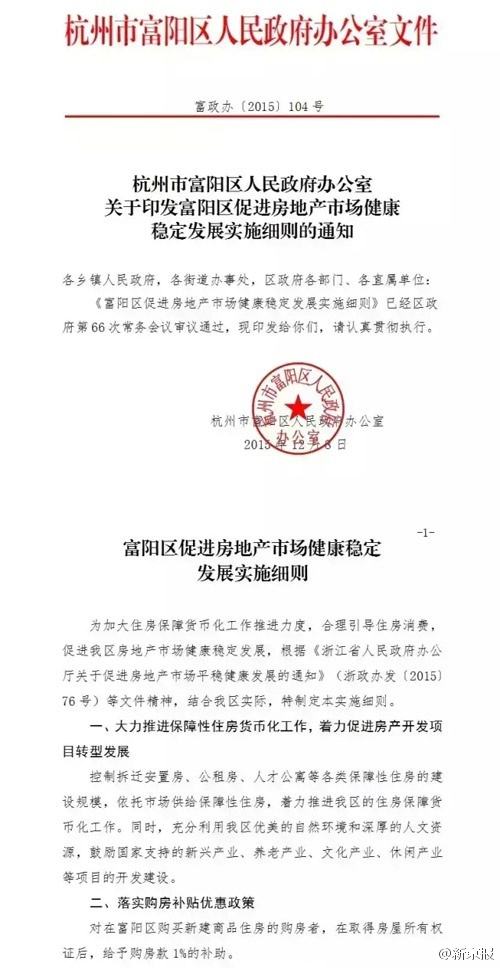 杭州市富阳区人民政府办公室文件
富政办〔2015〕104号
杭州市富阳区人民政府办公室
关于印发富阳区促进房地产市场健康
稳定发展实施细则的通知
各乡镇人民政府，各街道办事处，区政府各部门、各直属单位：
《富阳区促进房地产市场健康稳定发展实施细则》已经区政
府第66次常务会议审议通过，现印发给你们，请认真贯彻执行。
杭州市富阳区人民政府
办公室
杭州市富阳区人民政府办公室
2015年12月8日
-1-
富阳区促进房地产市场健康稳定
发展实施细则
为加大住房保障货币化工作推进力度，合理引导住房消费，
促进我区房地产市场健康稳定发展，根据《浙江省人民政府办公
厅关于促进房地产市场平稳健康发展的通知》（浙政办发〔2015〕
76号）等文件精神，结合我区实际，特制定本实施细则。
一、大力推进保障性住房货币化工作，着力促进房产开发项
目转型发展
控制拆迁安置房、公租房、人才公寓等各类保障性住房的建
设规模，依托市场供给保障性住房，着力推进我区的住房保障货
币化工作。同时，充分利用我区优美的自然环境和深厚的人文资
源，鼓励国家支持的新兴产业、养老产业、文化产业、休闲产业
等项目的开发建设。
二、落实购房补贴优惠政策
对在富阳区购买新建商品住房的购房者，在取得房屋所有权
证后，给予购房款1%的补助。
@新京报